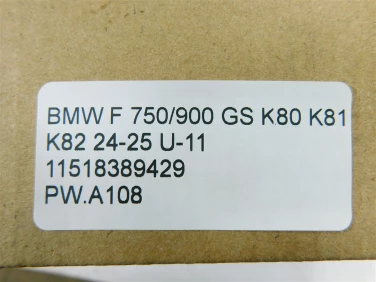 BMW F 750/900 GS K80 K81
K82 24-25 U-11
11518389429
PW.A108